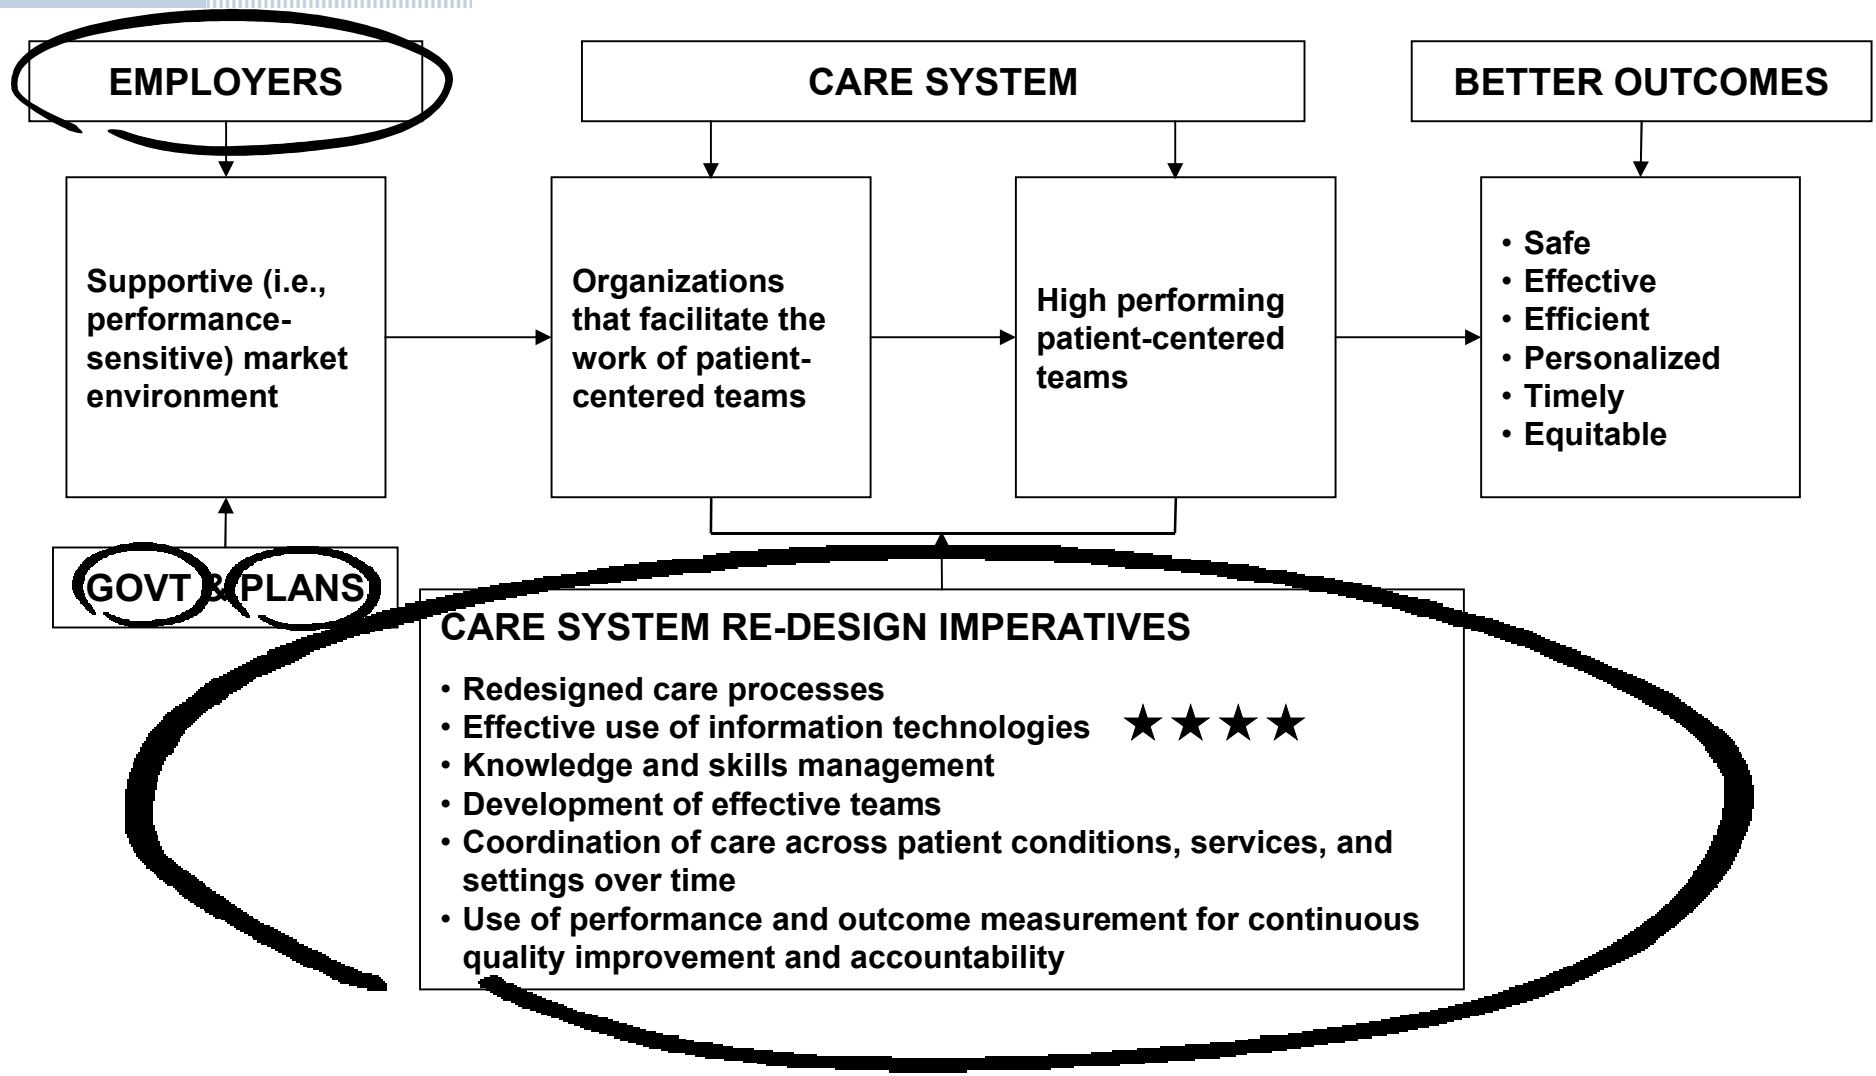 EMPLOYERS
CARE SYSTEM
BETTER OUTCOMES
Supportive (i.e.,
performance-
sensitive) market
environment
Organizations
that facilitate the
work of patient-
centered teams
High performing
patient-centered
teams
• Safe
• Effective
• Efficient
• Personalized
• Timely
• Equitable
GOVT & PLANS
CARE SYSTEM RE-DESIGN IMPERATIVES
• Redesigned care processes
• Effective use of information technologies ★ ★ ★ ★
• Knowledge and skills management
• Development of effective teams
• Coordination of care across patient conditions, services, and
settings over time
• Use of performance and outcome measurement for continuous
quality improvement and accountability